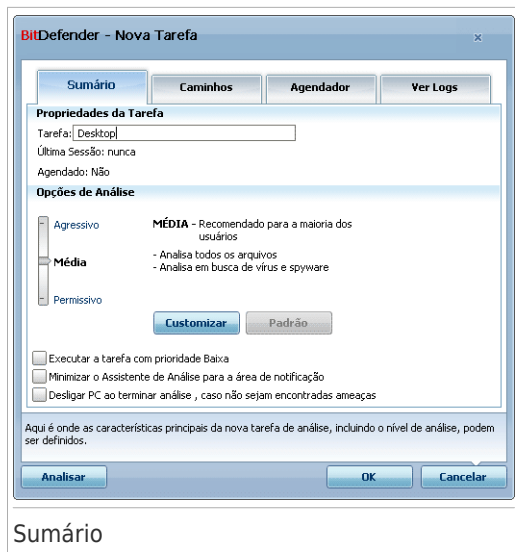 BitDefender - Nova Tarefa
Sumário Caminhos Agendador Ver Logs
Propriedades da Tarefa
Tarefa: Desktop
Última Sessão: nunca
Agendado: Não
Opções de Análise
Agressivo
Média
Permissivo
MÉDIA - Recomendado para a maioria dos
usuários
- Analisa todos os arquivos
- Analisa em busca de vírus e spyware
Customizar Padrão
Executar a tarefa com prioridade Baixa
Minimizar o Assistente de Análise para a área de notificação
Desligar PC ao terminar análise , caso não sejam encontradas ameaças
Aqui é onde as características principais da nova tarefa de análise, incluindo o nível de análise, podem
ser definidos.
Analisar OK Cancelar
Sumário